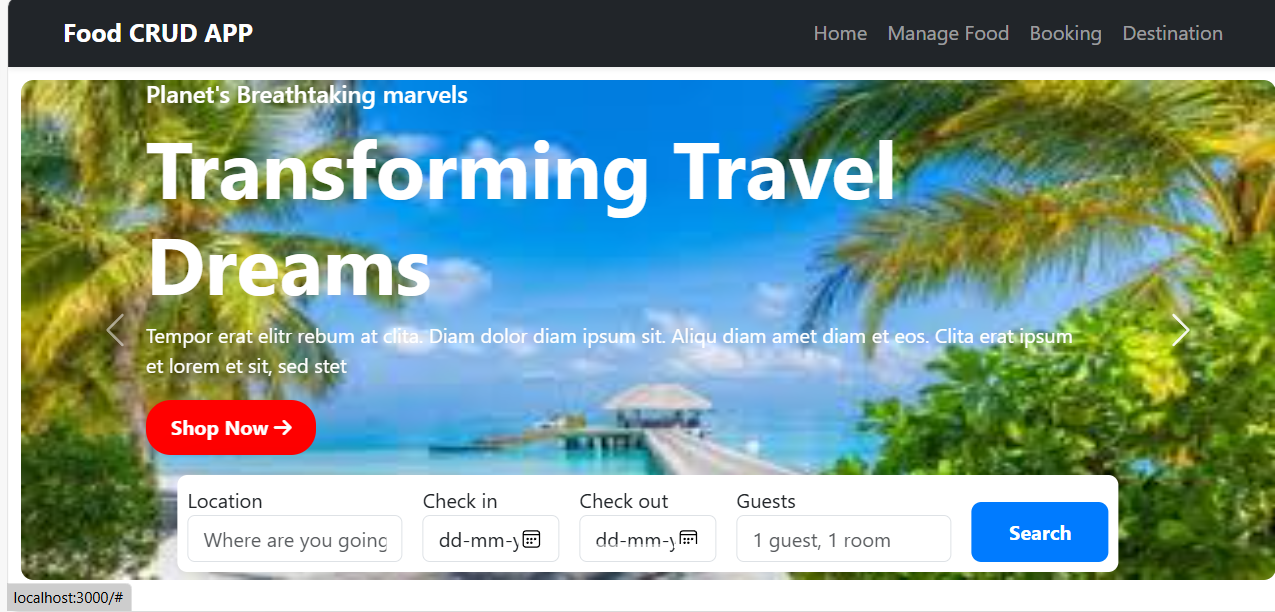 Food CRUD APP
Home Manage Food Booking Destination
Planet's Breathtaking marvels
Transforming Travel
Dreams
Tempor erat elitr rebum at clita. Diam dolor diam ipsum sit. Aliqu diam amet diam et eos. Clita erat ipsum
et lorem et sit, sed stet
Shop Now →
Location Check in Check out Guests
Where are you going dd-mm-y dd-mm-y 1 guest, 1 room Search
localhost:3000/#